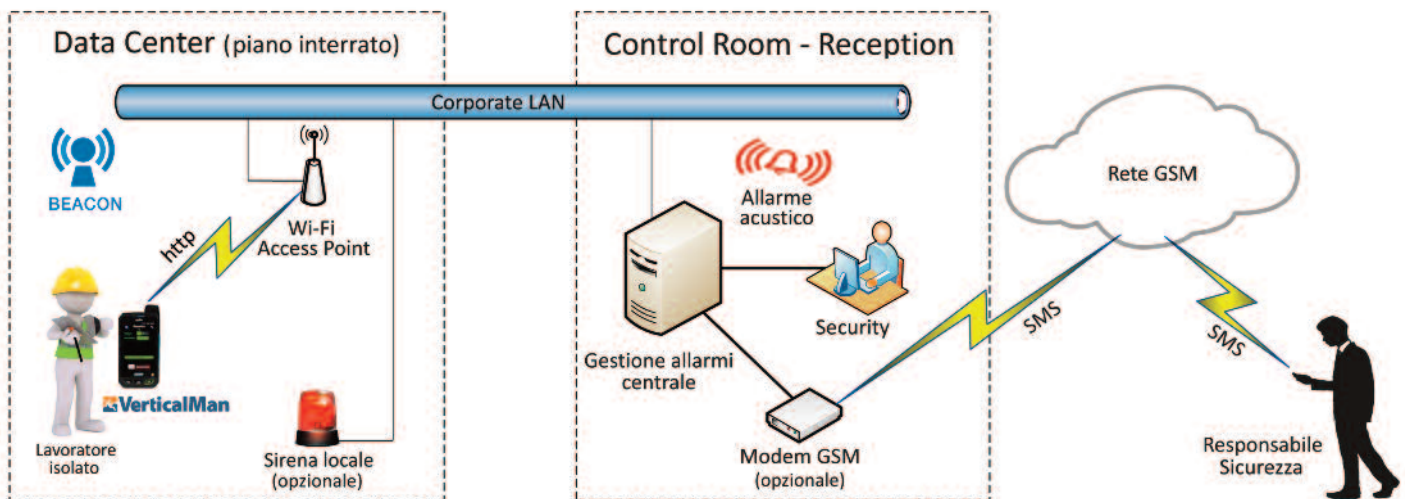 Data Center (piano interrato)
Control Room - Reception
Corporate LAN
BEACON
http
Wi-Fi
Access Point
Allarme
acustico
Rete GSM
Security
SMS
SMS
Gestione allarmi
centrale
VerticalMan
Lavoratore
isolato
Sirena locale
(opzionale)
Modem GSM
(opzionale)
Responsabile
Sicurezza